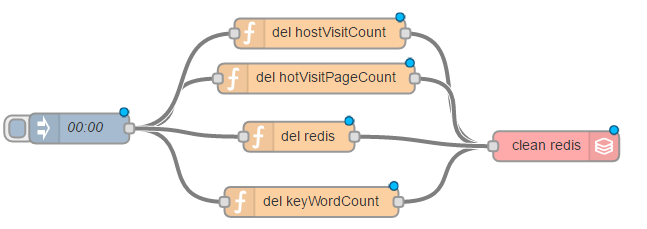 del hostVisitCount
del hotVisitPageCount
00:00
del redis
clean redis
del keyWordCount